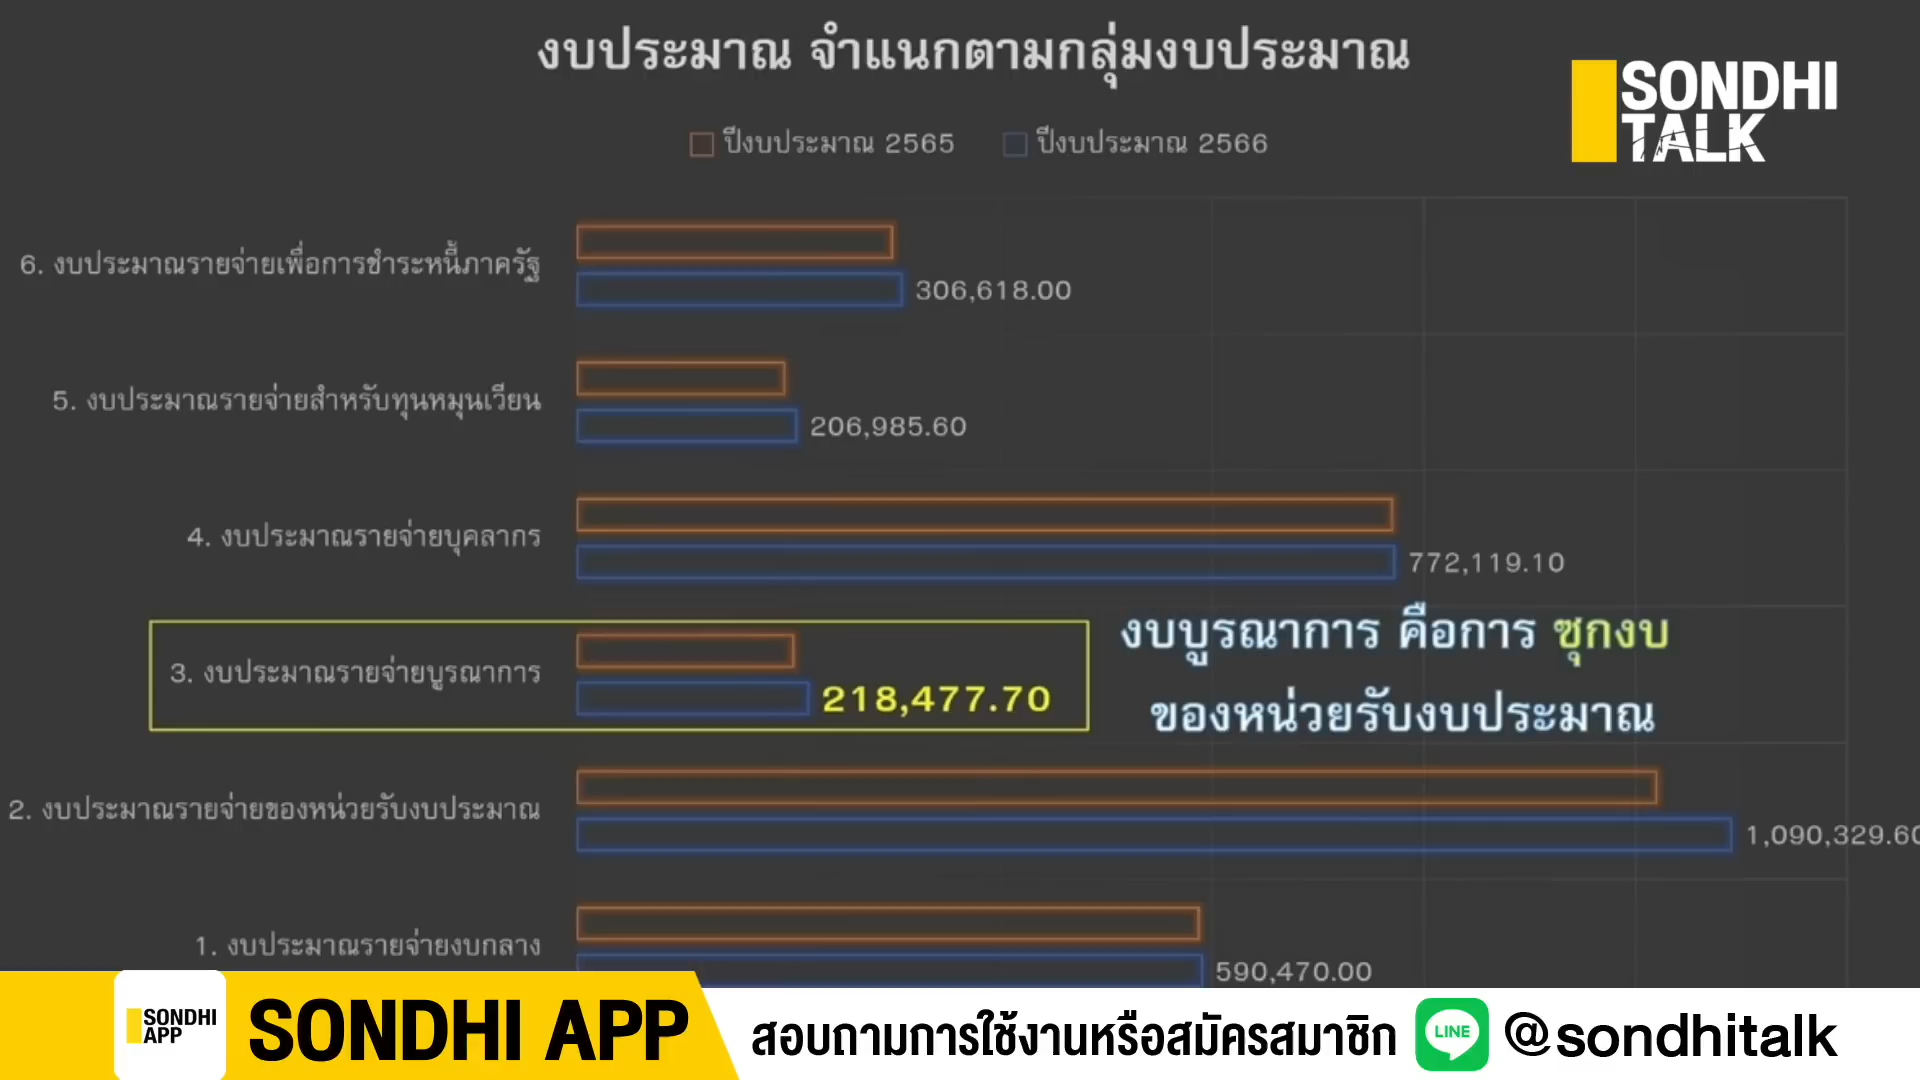 งบประมาณ จำแนกตามกลุ่มงบประมาณ
SONDHI
TALK
ปีงบประมาณ 2565
ปีงบประมาณ 2566
6. งบประมาณรายจ่ายเพื่อการชำระหนี้ภาครัฐ
306,618.00
5. งบประมาณรายจ่ายสำหรับทุนหมุนเวียน
206,985.60
4. งบประมาณรายจ่ายบุคลากร
772,119.10
3. งบประมาณรายจ่ายบูรณาการ
218,477.70
งบบูรณาการ คือการ ซุกงบ
ของหน่วยรับงบประมาณ
2. งบประมาณรายจ่ายของหน่วยรับงบประมาณ
1,090,329.60
1. งบประมาณรายจ่ายงบกลาง
590,470.00
SONDHI
APP
SONDHI APP
สอบถามการใช้งานหรือสมัครสมาชิก
LINE
@sondhitalk